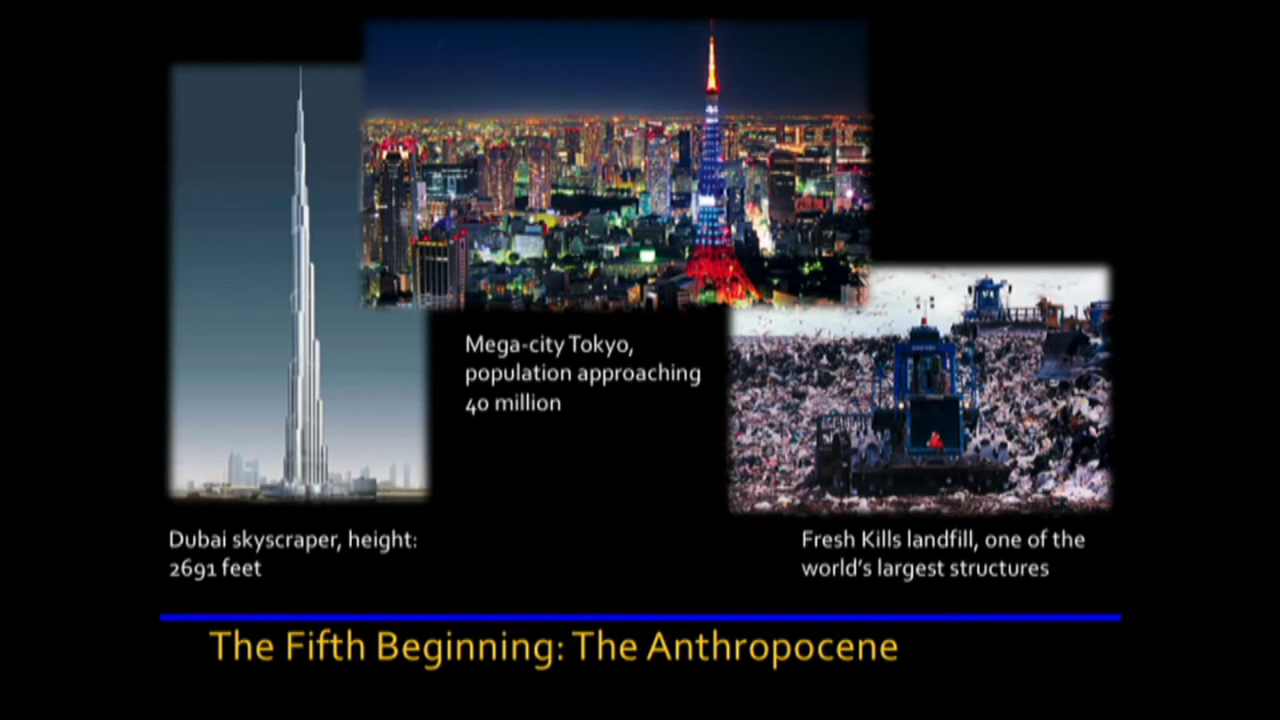 Mega-city Tokyo,
population approaching
40 million
Dubai skyscraper, height:
2691 feet
Fresh Kills landfill, one of the
world's largest structures
The Fifth Beginning: The Anthropocene